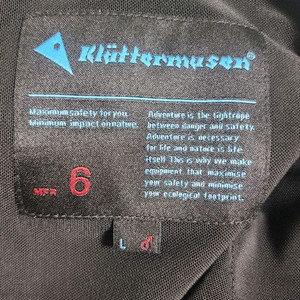 Klättermusen
Maximum safety for you.
Minimum impact on nature.
Adventure is the tightrope
between danger and safety.
Adventure is necessary
for life and nature is life
itself! This is why we make
equipment that maximise
your safety and minimise
your ecological footprint.
MFR 6
L ♂